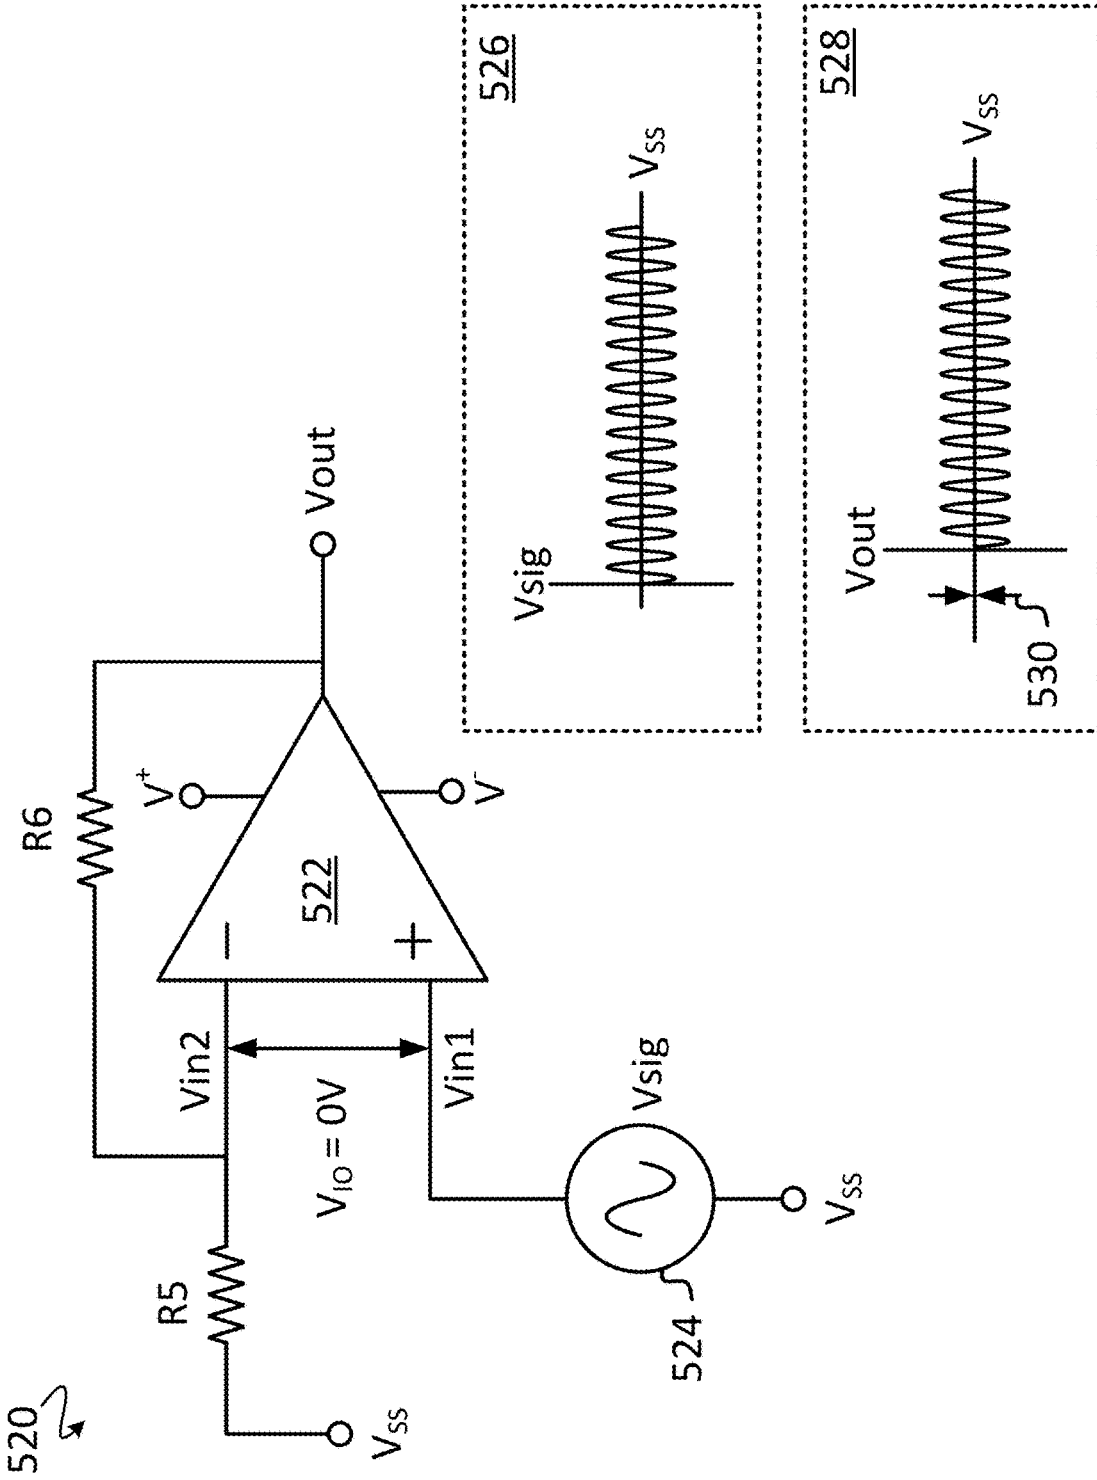 520
R6
V+
R5
Vin2
522
−
+
Vout
VIO = 0V
Vin1
V-
VSS
Vsig
524
VSS
526
Vsig
VSS
528
Vout
VSS
530